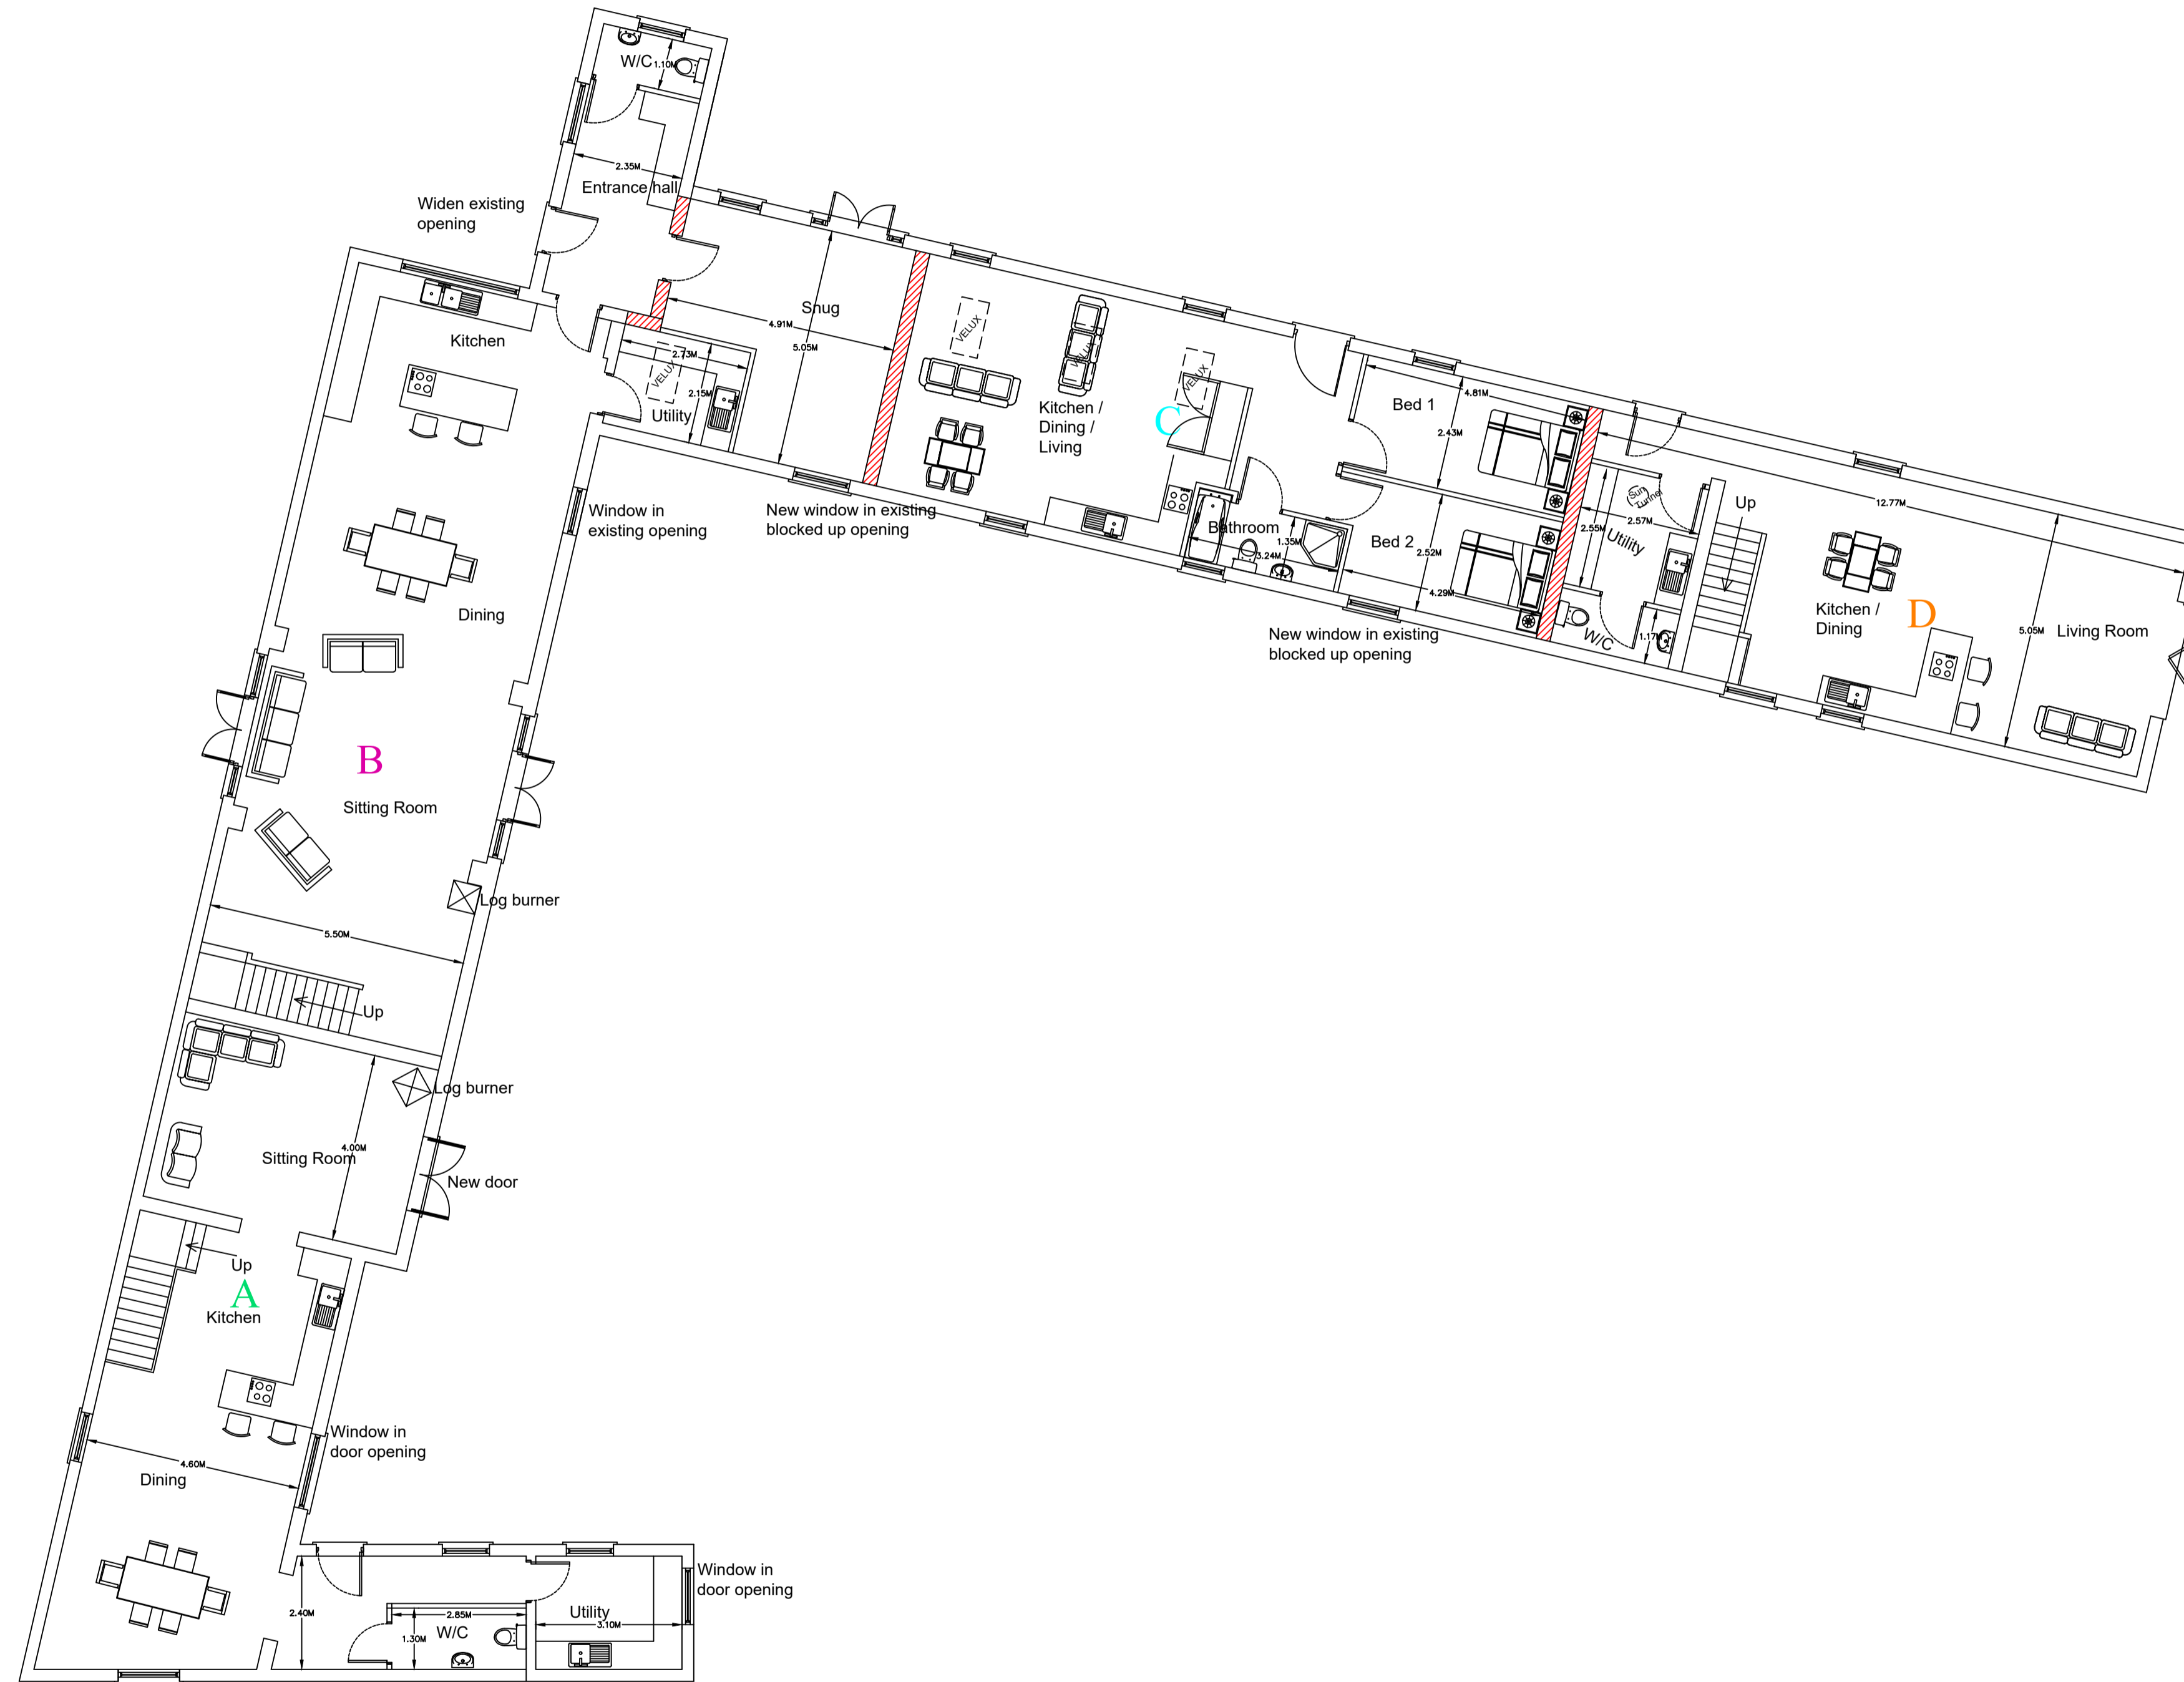 W/C
1.10M
2.35M
Entrance hall
Widen existing
opening
Kitchen
Snug
4.91M
5.05M
2.73M
VELUX
2.15M
Utility
VELUX
VELUX
VELUX
Kitchen /
Dining /
Living
C
Bed 1
4.81M
2.43M
12.77M
Window in
existing opening
New window in existing
blocked up opening
Bathroom
1.35M
3.24M
Bed 2
2.52M
4.29M
New window in existing
blocked up opening
Sun
Tunnel
2.57M
2.55M
Utility
W/C
1.17M
Up
Kitchen /
Dining
D
5.05M
Living Room
Dining
B
Sitting Room
Log burner
5.50M
Up
Log burner
4.00M
Sitting Room
New door
Up
A
Kitchen
Window in
door opening
4.60M
Dining
Window in
door opening
2.40M
2.85M
1.30M
W/C
Utility
3.10M